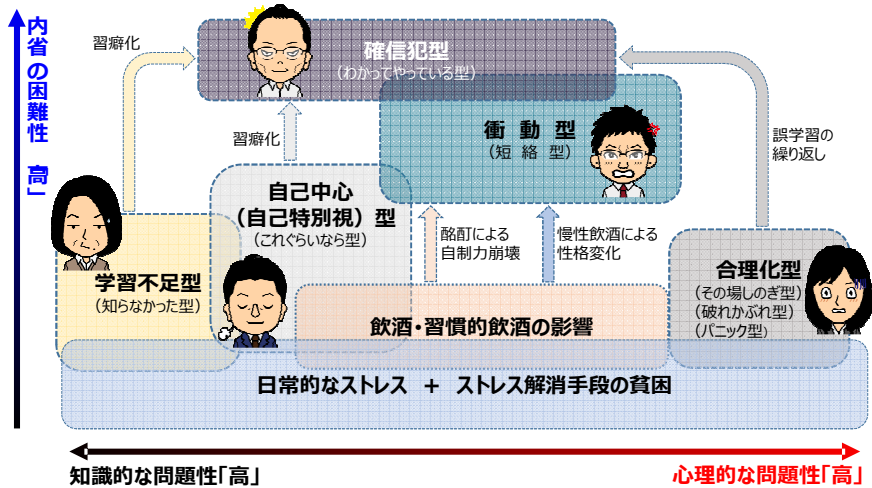 内省の困難性「高」
習癖化
確信犯型
（わかってやっている型）
衝動型
（短絡型）
習癖化
誤学習の
繰り返し
自己中心
（自己特別視）型
（これぐらいなら型）
酩酊による
自制力崩壊
慢性飲酒による
性格変化
学習不足型
（知らなかった型）
合理化型
（その場しのぎ型）
（破れかぶれ型）
（パニック型）
飲酒・習慣的飲酒の影響
日常的なストレス ＋ ストレス解消手段の貧困
知識的な問題性「高」
心理的な問題性「高」